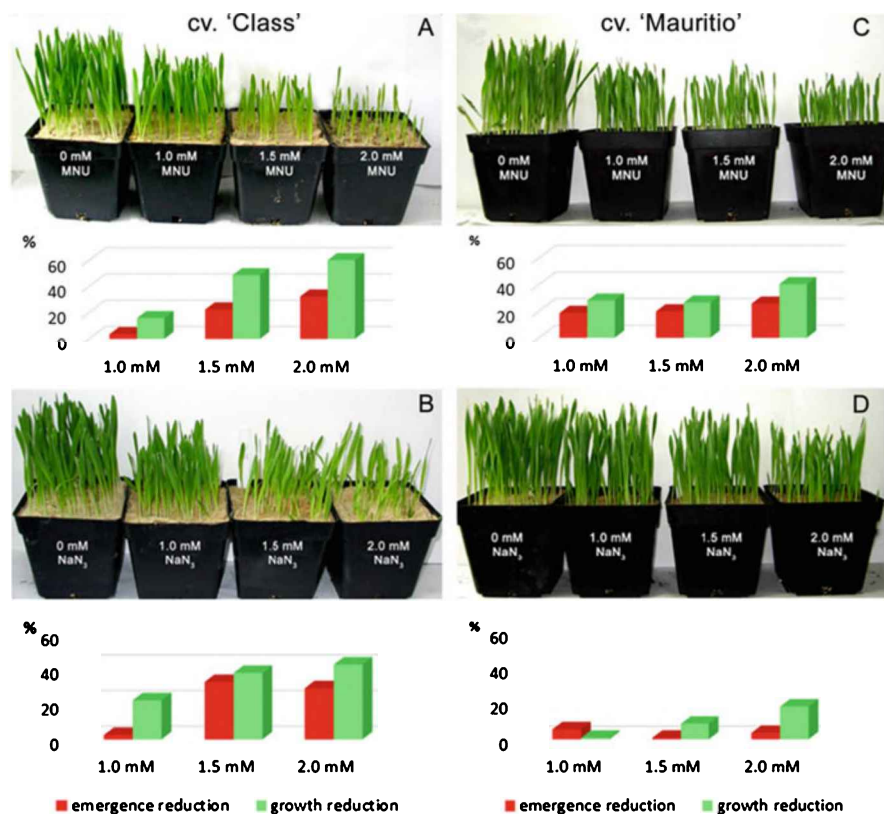 cv. 'Class'
A
0 mM
MNU
1.0 mM
MNU
1.5 mM
MNU
2.0 mM
MNU
%
60
40
20
0
1.0 mM 1.5 mM 2.0 mM
B
0 mM
NaN₃
1.0 mM
NaN₃
1.5 mM
NaN₃
2.0 mM
NaN₃
%
60
40
20
0
1.0 mM 1.5 mM 2.0 mM
emergence reduction growth reduction
cv. 'Mauritio'
C
0 mM
MNU
1.0 mM
MNU
1.5 mM
MNU
2.0 mM
MNU
%
60
40
20
0
1.0 mM 1.5 mM 2.0 mM
D
0 mM
NaN₃
1.0 mM
NaN₃
1.5 mM
NaN₃
2.0 mM
NaN₃
%
60
40
20
0
1.0 mM 1.5 mM 2.0 mM
emergence reduction growth reduction